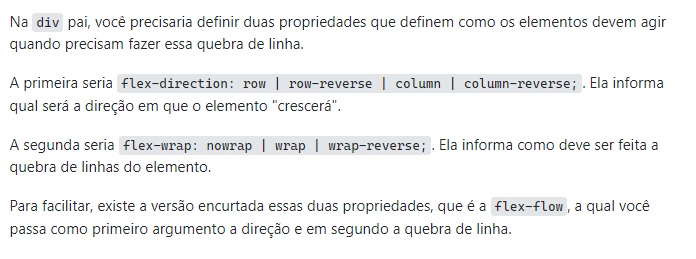 Na div pai, você precisaria definir duas propriedades que definem como os elementos devem agir
quando precisam fazer essa quebra de linha.
A primeira seria flex-direction: row | row-reverse | column | column-reverse; . Ela informa
qual será a direção em que o elemento "crescerá".
A segunda seria flex-wrap: nowrap | wrap | wrap-reverse; . Ela informa como deve ser feita a
quebra de linhas do elemento.
Para facilitar, existe a versão encurtada essas duas propriedades, que é a flex-flow , a qual você
passa como primeiro argumento a direção e em segundo a quebra de linha.